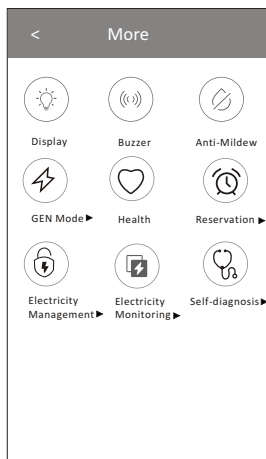 < More
Display Buzzer Anti-Mildew
GEN Mode▶ Health Reservation▶
Electricity Electricity Self-diagnosis▶
Management▶ Monitoring▶